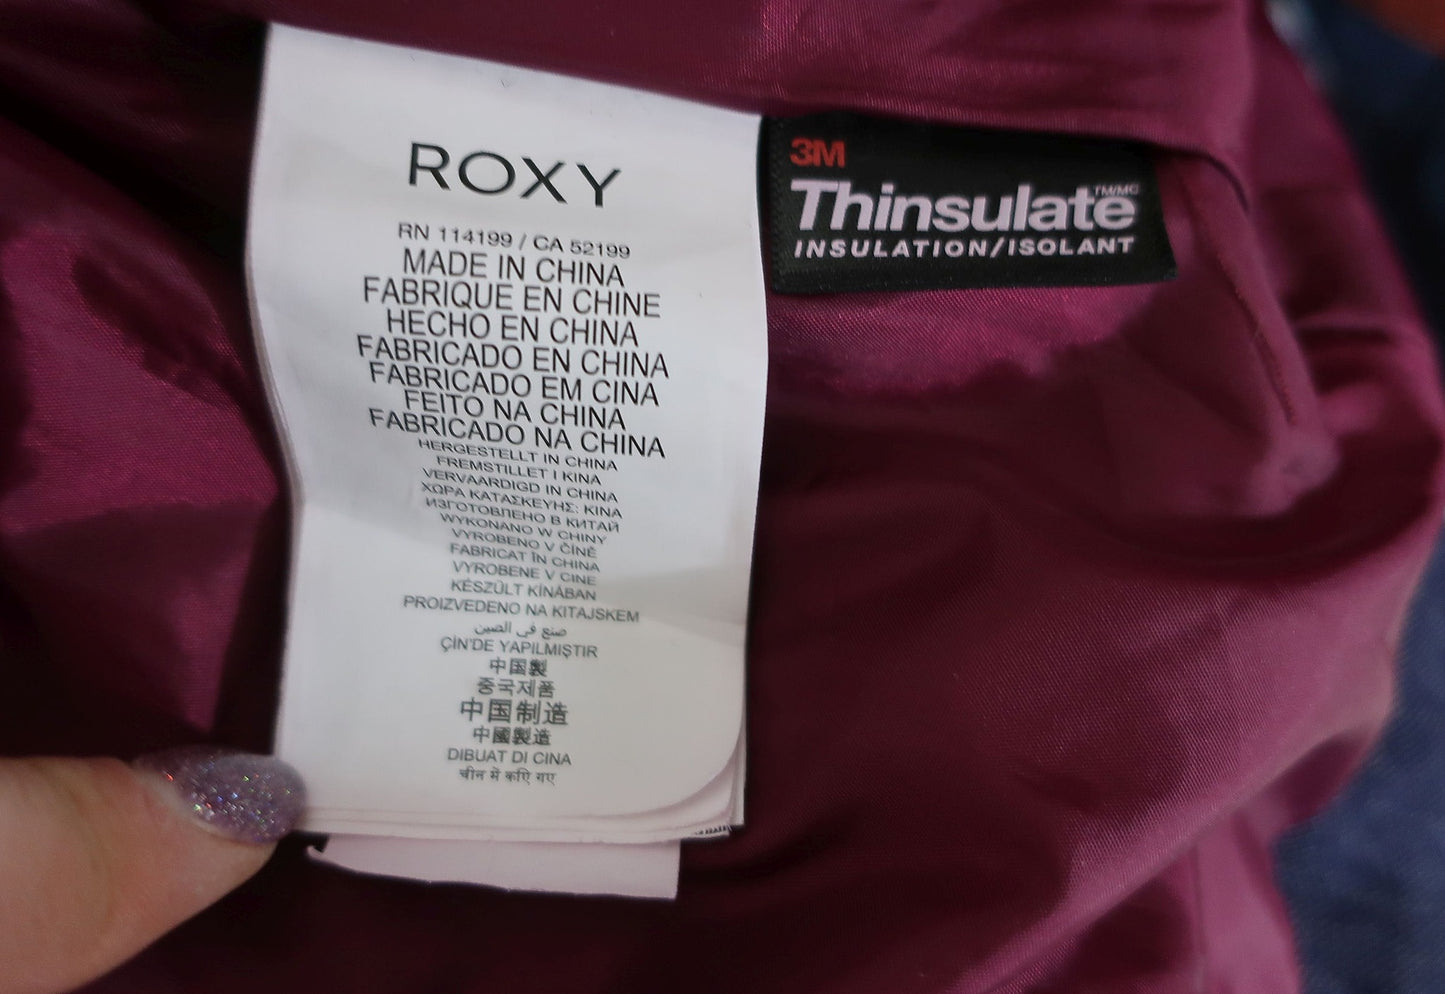 ROXY
RN 114199 / CA 52199
MADE IN CHINA
FABRIQUE EN CHINE
HECHO EN CHINA
FABRICADO EN CHINA
FABRICADO EM CINA
FEITO NA CHINA
FABRICADO NA CHINA
HERGESTELLT IN CHINA
FREMSTILLET I KINA
VERVAARDIGD IN CHINA
ΧΩΡΑ ΚΑΤΑΣΚΕΥΗΣ: ΚΙΝΑ
ИЗГОТОВЛЕНО В КИТАЙ
WYKONANO W CHINY
VYROBENO V ČÍNĚ
FABRICAT ÎN CHINA
VYROBENE V CINE
KÉSZÜLT KÍNÁBAN
PROIZVEDENO NA KITAJSKEM
صنع في الصين
ÇİN'DE YAPILMIŞTIR
中国製
중국제품
中国制造
中國製造
DIBUAT DI CINA
चीन में कएि गए
3M
Thinsulate TM/MC
INSULATION/ISOLANT